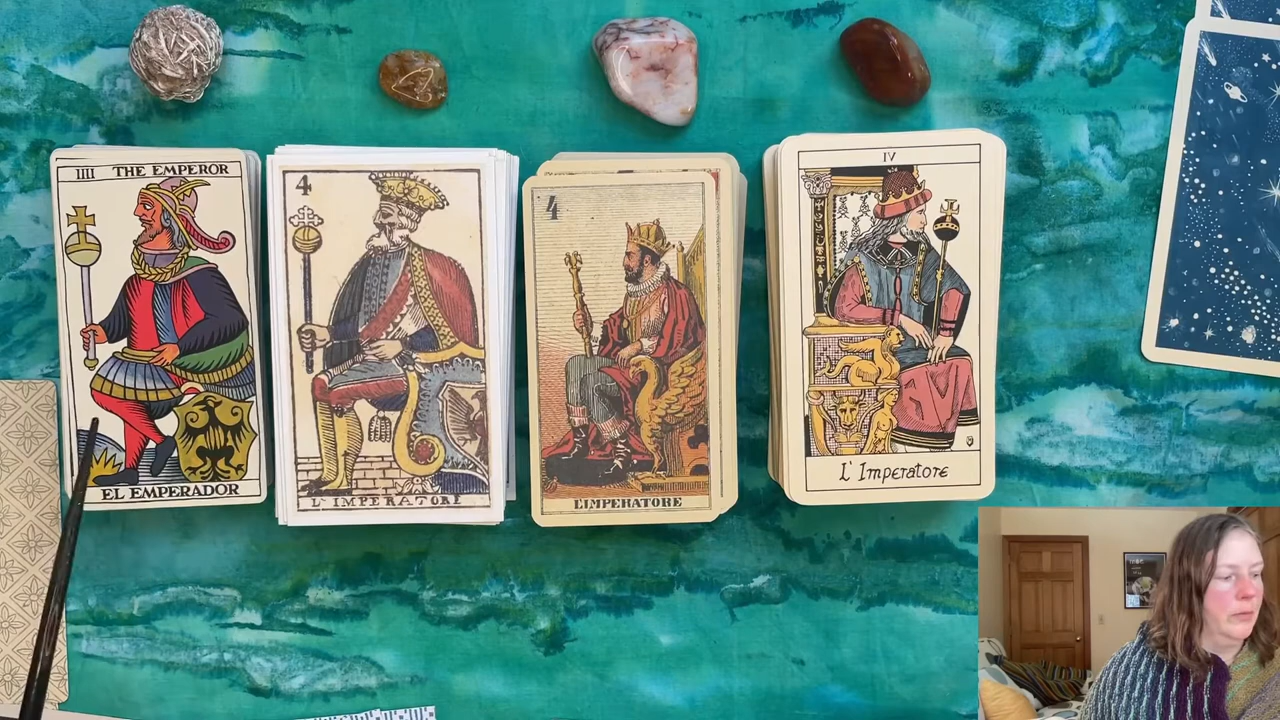 IIII THE EMPEROR
EL EMPERADOR
4
L'IMPERATORE
4
L'IMPERATORE
IV
L'Imperatore